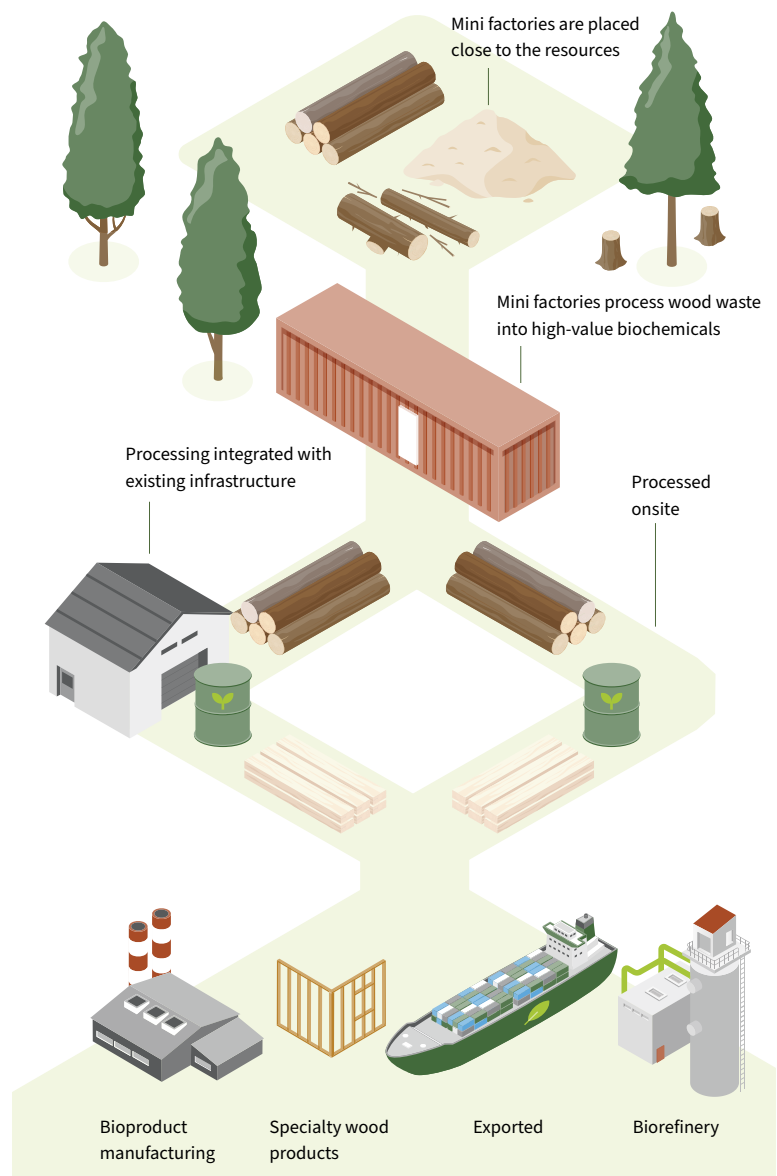 Mini factories are placed
close to the resources
Mini factories process wood waste
into high-value biochemicals
Processing integrated with
existing infrastructure
Processed
onsite
Bioproduct
manufacturing
Specialty wood
products
Exported
Biorefinery